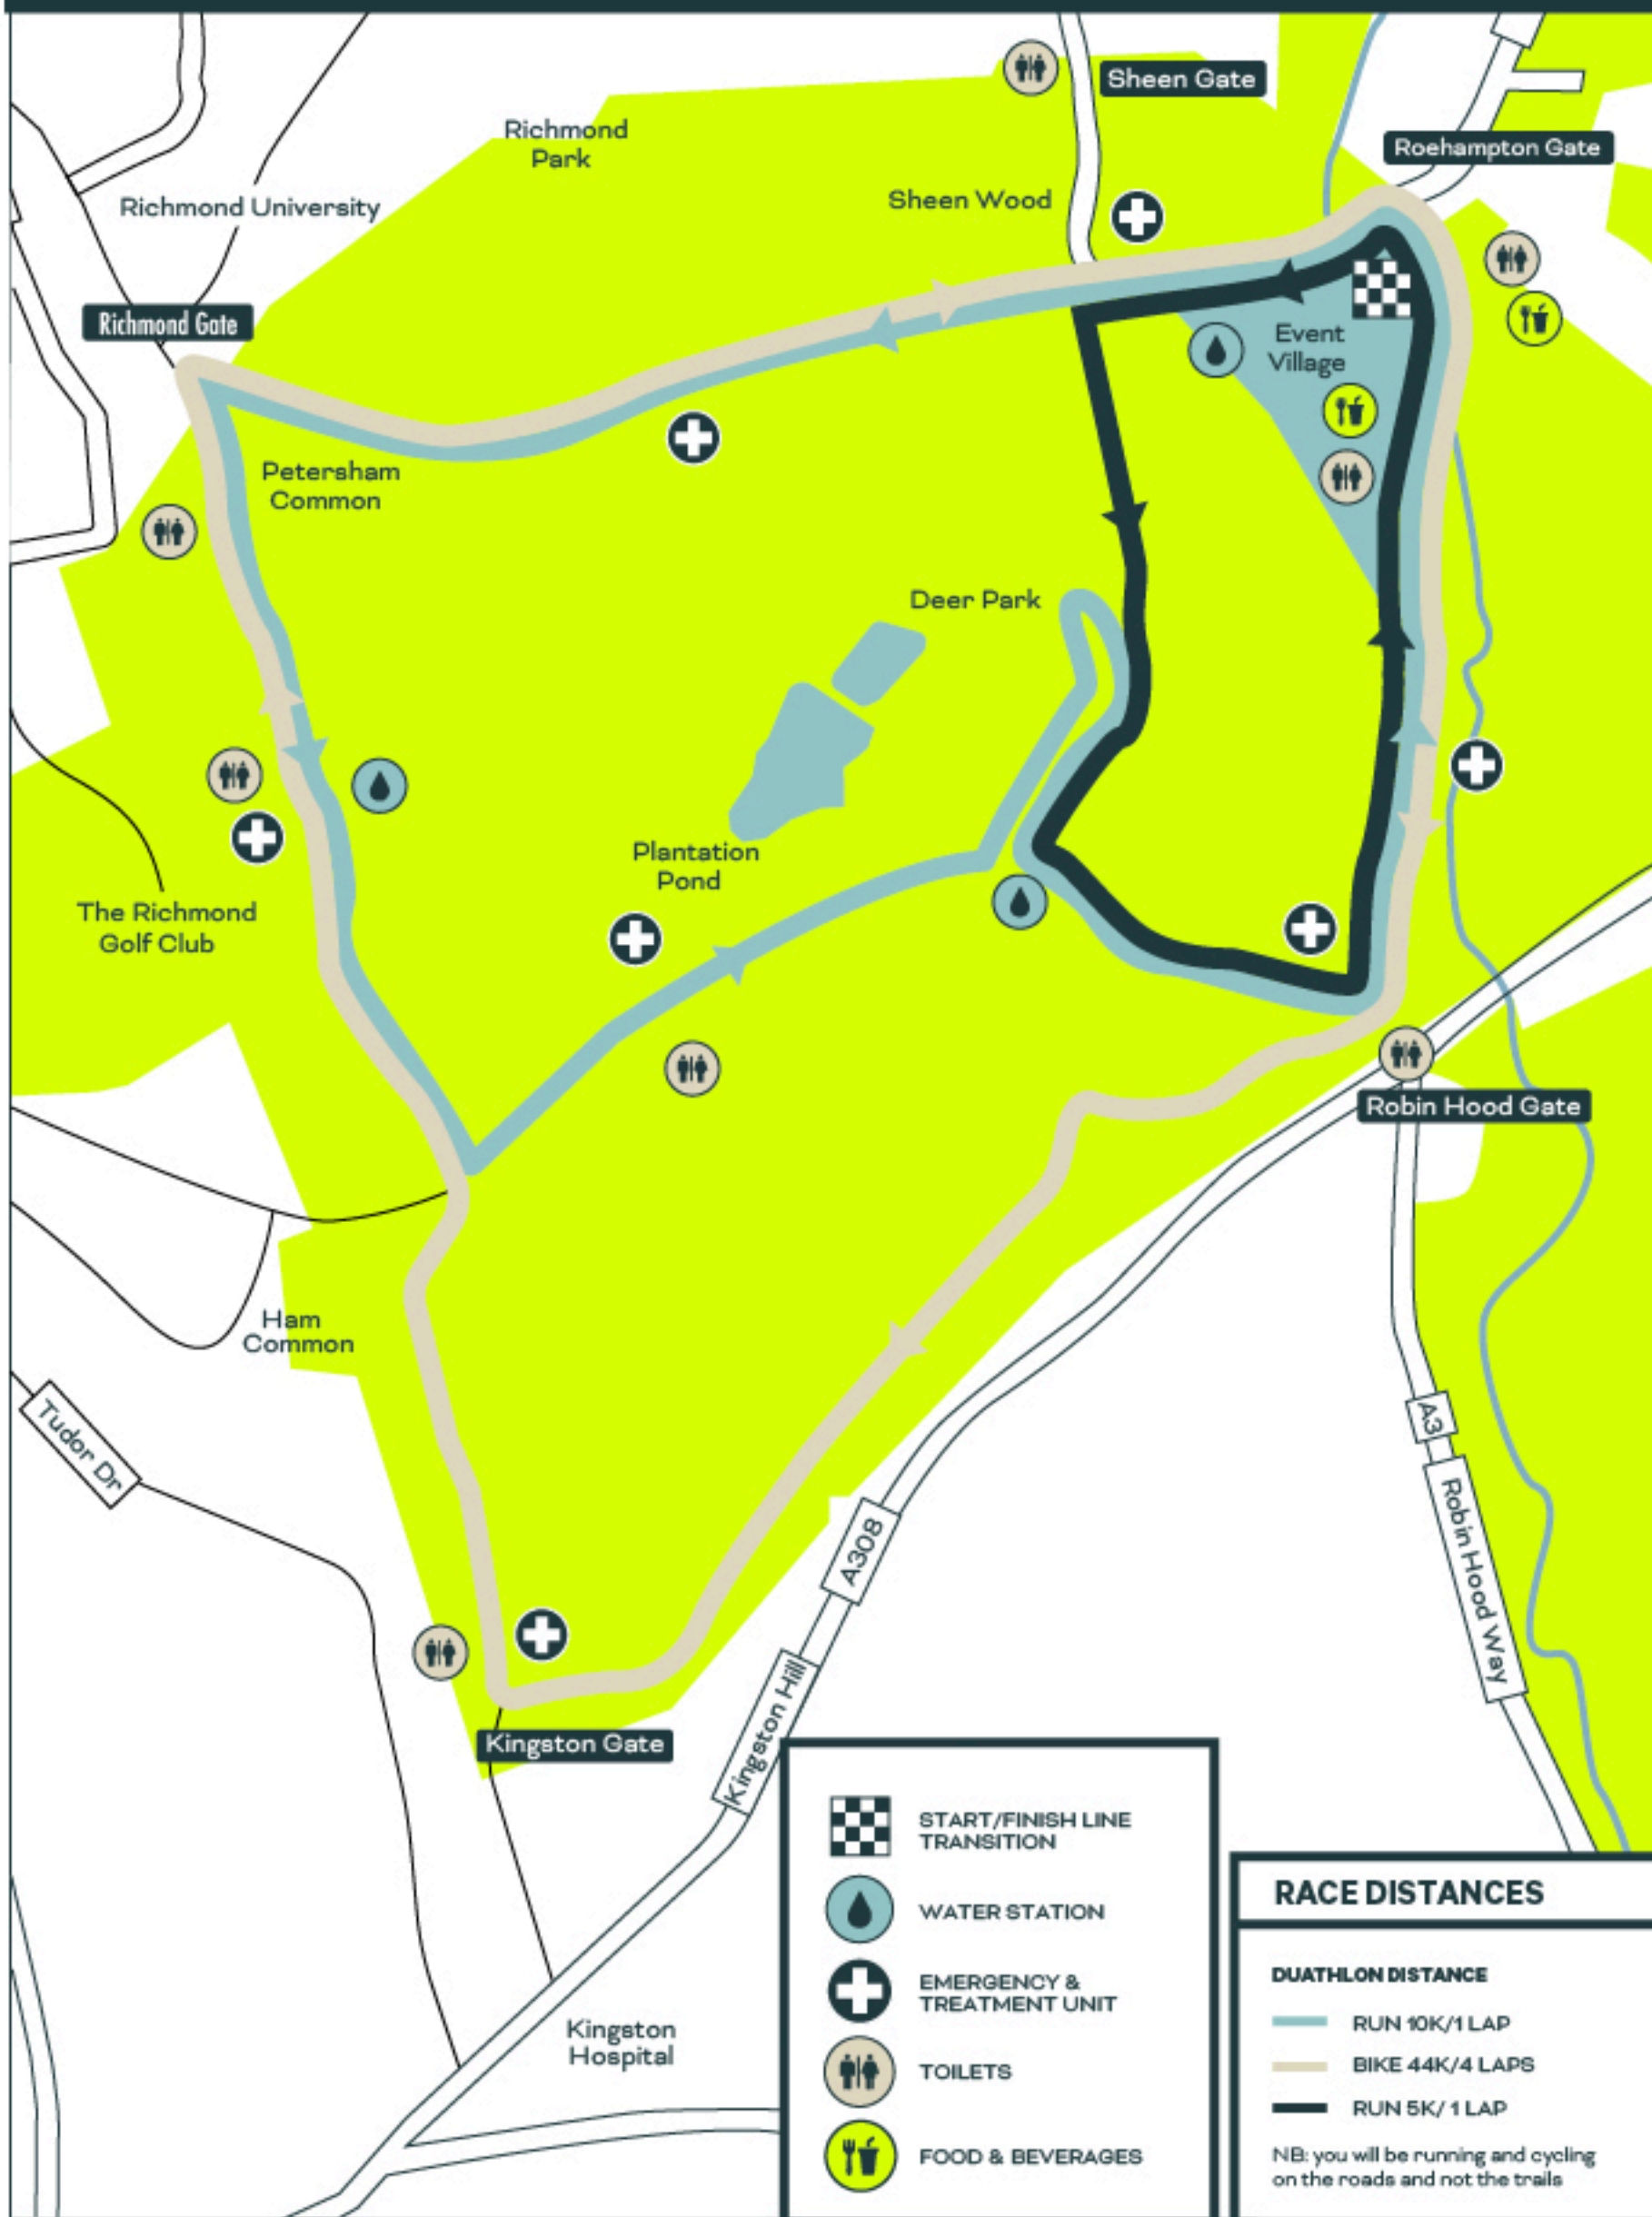 Sheen Gate
Richmond
Park
Roehampton Gate
Richmond University
Sheen Wood
Richmond Gate
Event
Village
Petersham
Common
Deer Park
Plantation
Pond
The Richmond
Golf Club
Robin Hood Gate
Ham
Common
Tudor Dr
A3
Robin Hood Way
A308
Kingston Hill
Kingston Gate
Kingston
Hospital
START/FINISH LINE
TRANSITION
WATER STATION
EMERGENCY &
TREATMENT UNIT
TOILETS
FOOD & BEVERAGES
RACE DISTANCES
DUATHLON DISTANCE
RUN 10K/1 LAP
BIKE 44K/4 LAPS
RUN 5K/ 1 LAP
NB: you will be running and cycling
on the roads and not the trails